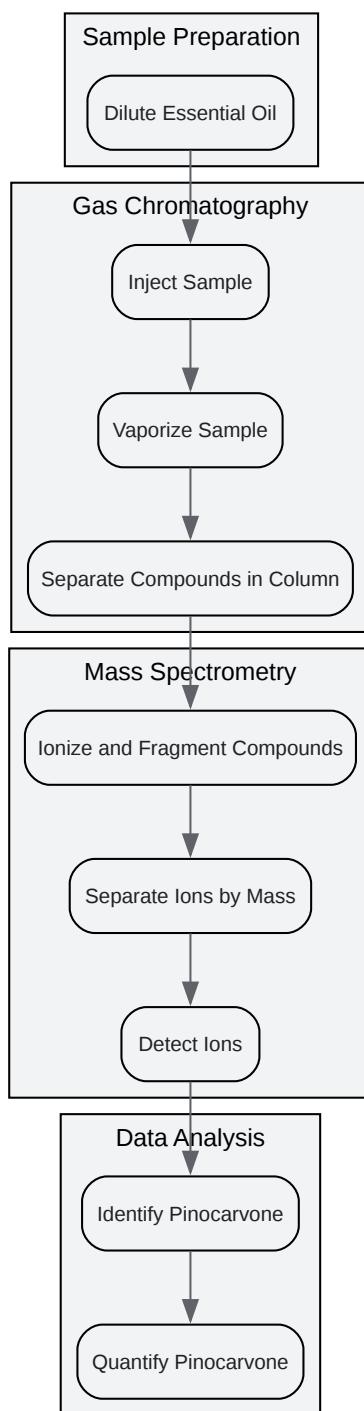 Sample Preparation
Dilute Essential Oil
Gas Chromatography
Inject Sample
Vaporize Sample
Separate Compounds in Column
Mass Spectrometry
Ionize and Fragment Compounds
Separate Ions by Mass
Detect Ions
Data Analysis
Identify Pinocarvone
Quantify Pinocarvone